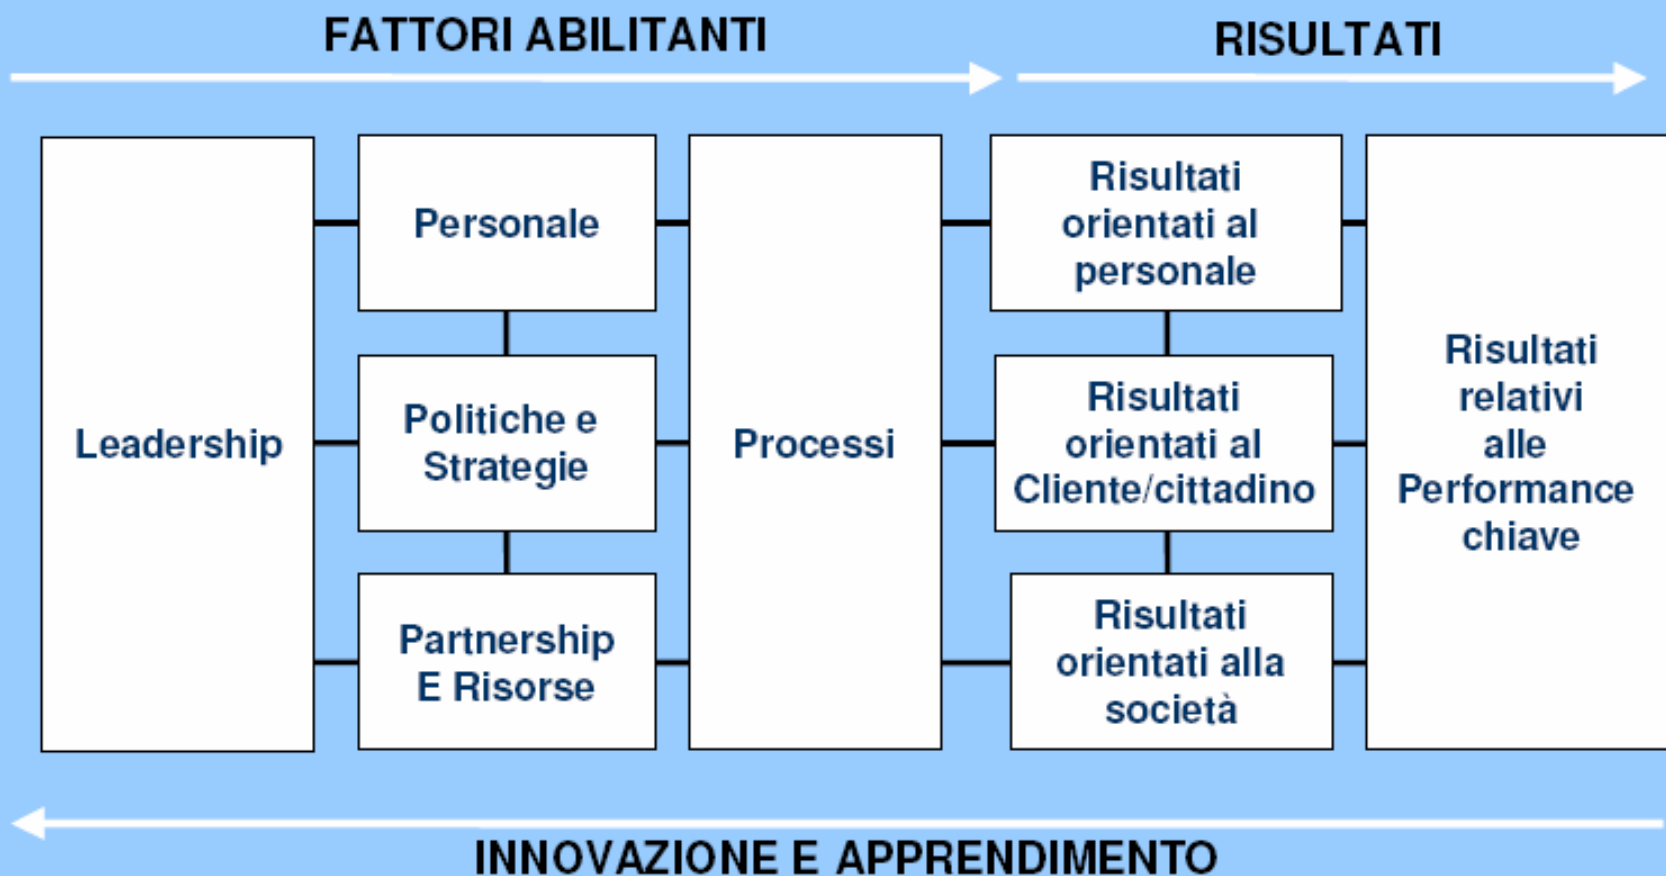 FATTORI ABILITANTI
RISULTATI
Leadership
Personale
Politiche e
Strategie
Partnership
E Risorse
Processi
Risultati
orientati al
personale
Risultati
orientati al
Cliente/cittadino
Risultati
orientati alla
società
Risultati
relativi
alle
Performance
chiave
INNOVAZIONE E APPRENDIMENTO